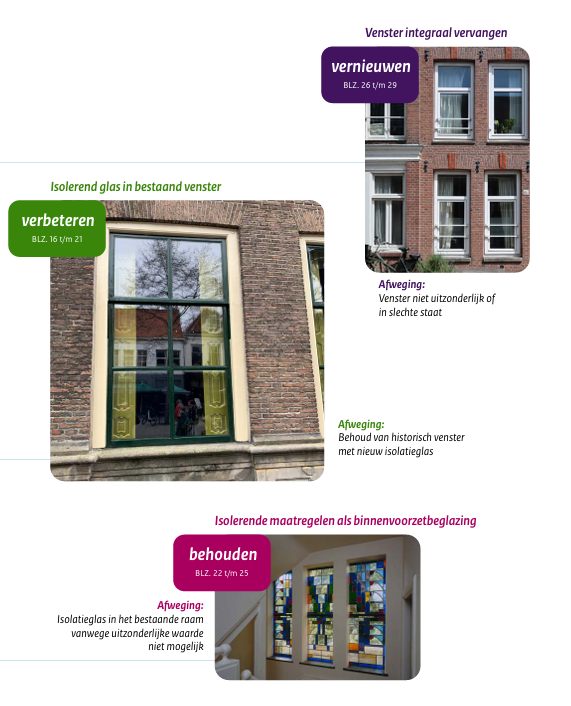 Venster integraal vervangen
vernieuwen
BLZ. 26 t/m 29
Afweging:
Venster niet uitzonderlijk of
in slechte staat
Isolerend glas in bestaand venster
verbeteren
BLZ. 16 t/m 21
Afweging:
Behoud van historisch venster
met nieuw isolatieglas
Isolerende maatregelen als binnenvoorzetbeglazing
behouden
BLZ. 22 t/m 25
Afweging:
Isolatieglas in het bestaande raam
vanwege uitzonderlijke waarde
niet mogelijk